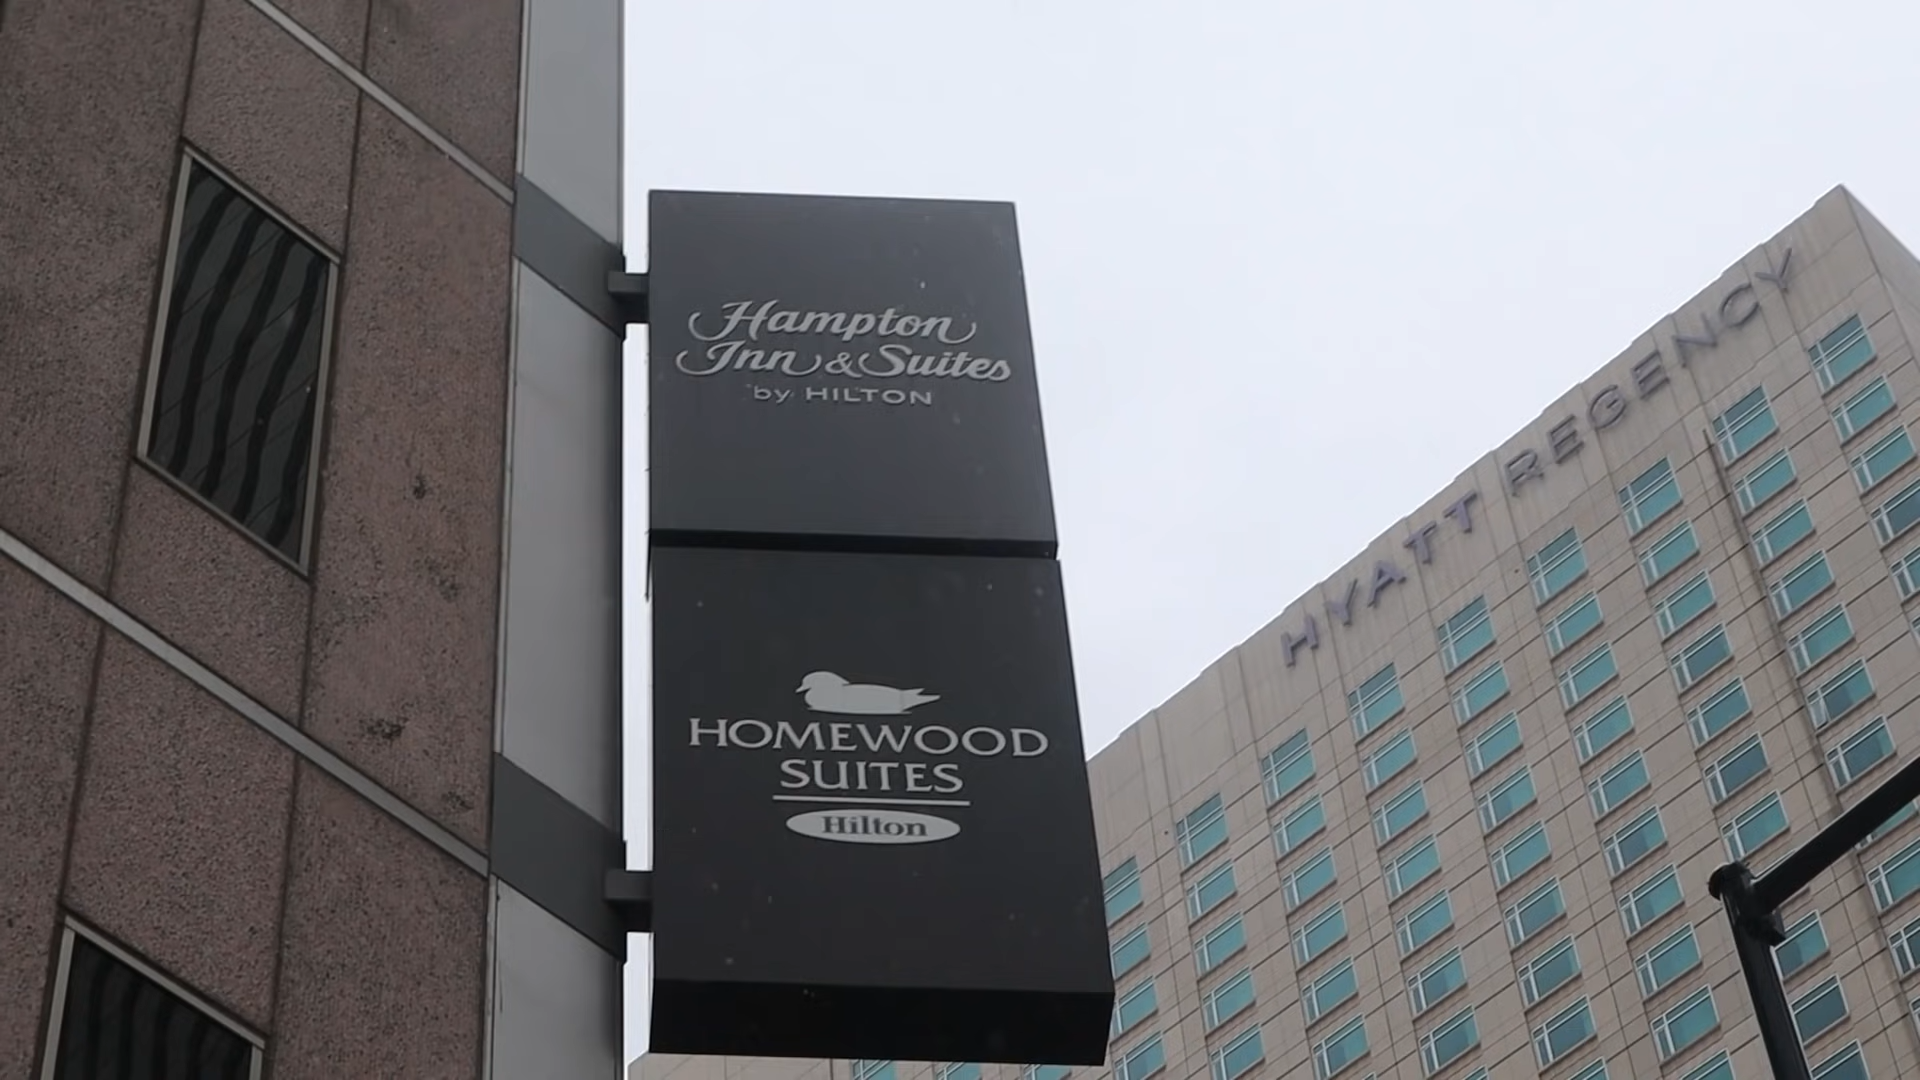 Hampton
Inn & Suites
by HILTON
HOMEWOOD
SUITES
Hilton
HYATT REGENCY